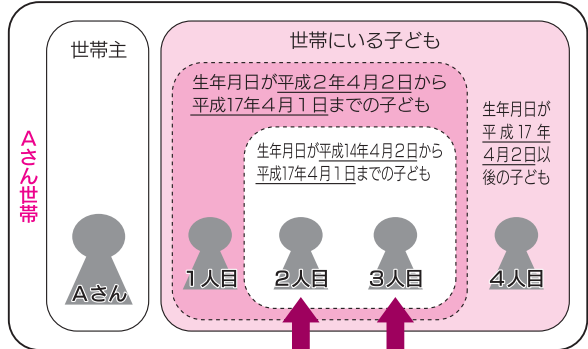 Aさん世帯
世帯主
世帯にいる子ども
生年月日が平成2年4月2日から
平成17年4月1日までの子ども
生年月日が平成14年4月2日から
平成17年4月1日までの子ども
生年月日が
平成17年
4月2日以
後の子ども
Aさん
1人目
2人目
3人目
4人目